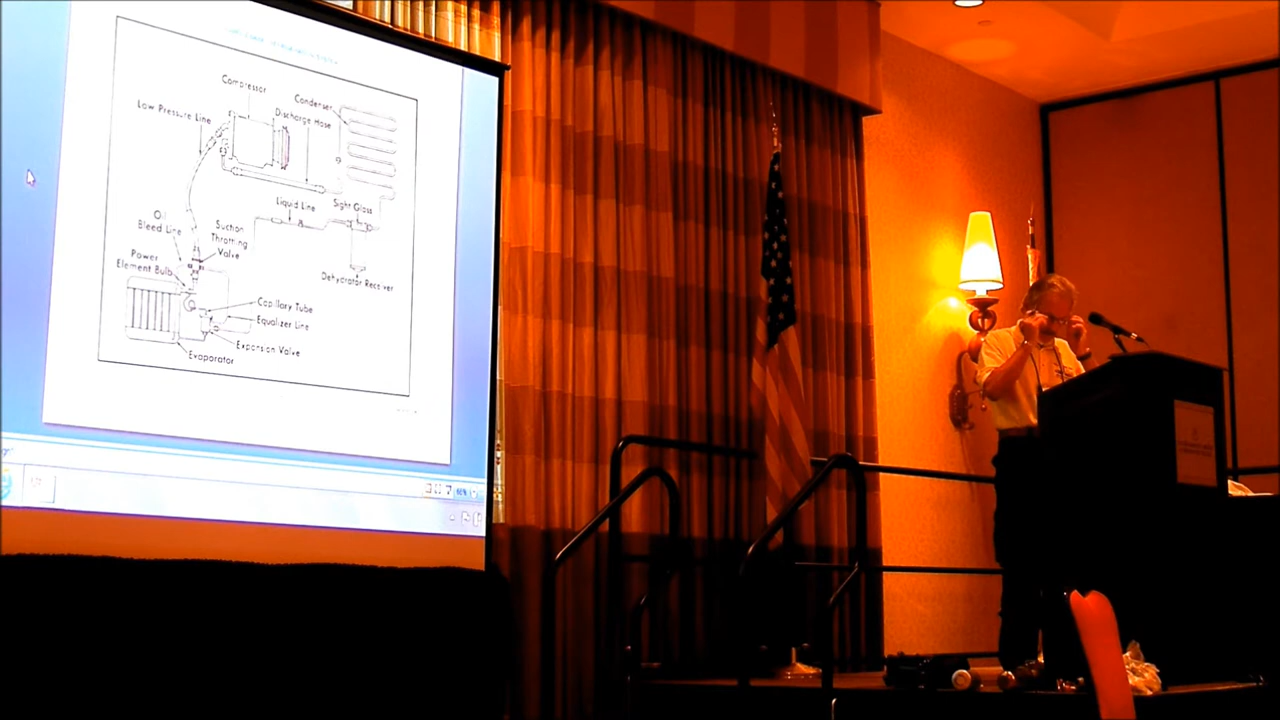 Compressor
Condenser
Low Pressure Line
Discharge Hose
Liquid Line
Sight Glass
Oil
Bleed Line
Suction
Throttling
Valve
Power
Element Bulb
Dehydrator Receiver
Capillary Tube
Equalizer Line
Expansion Valve
Evaporator
66%